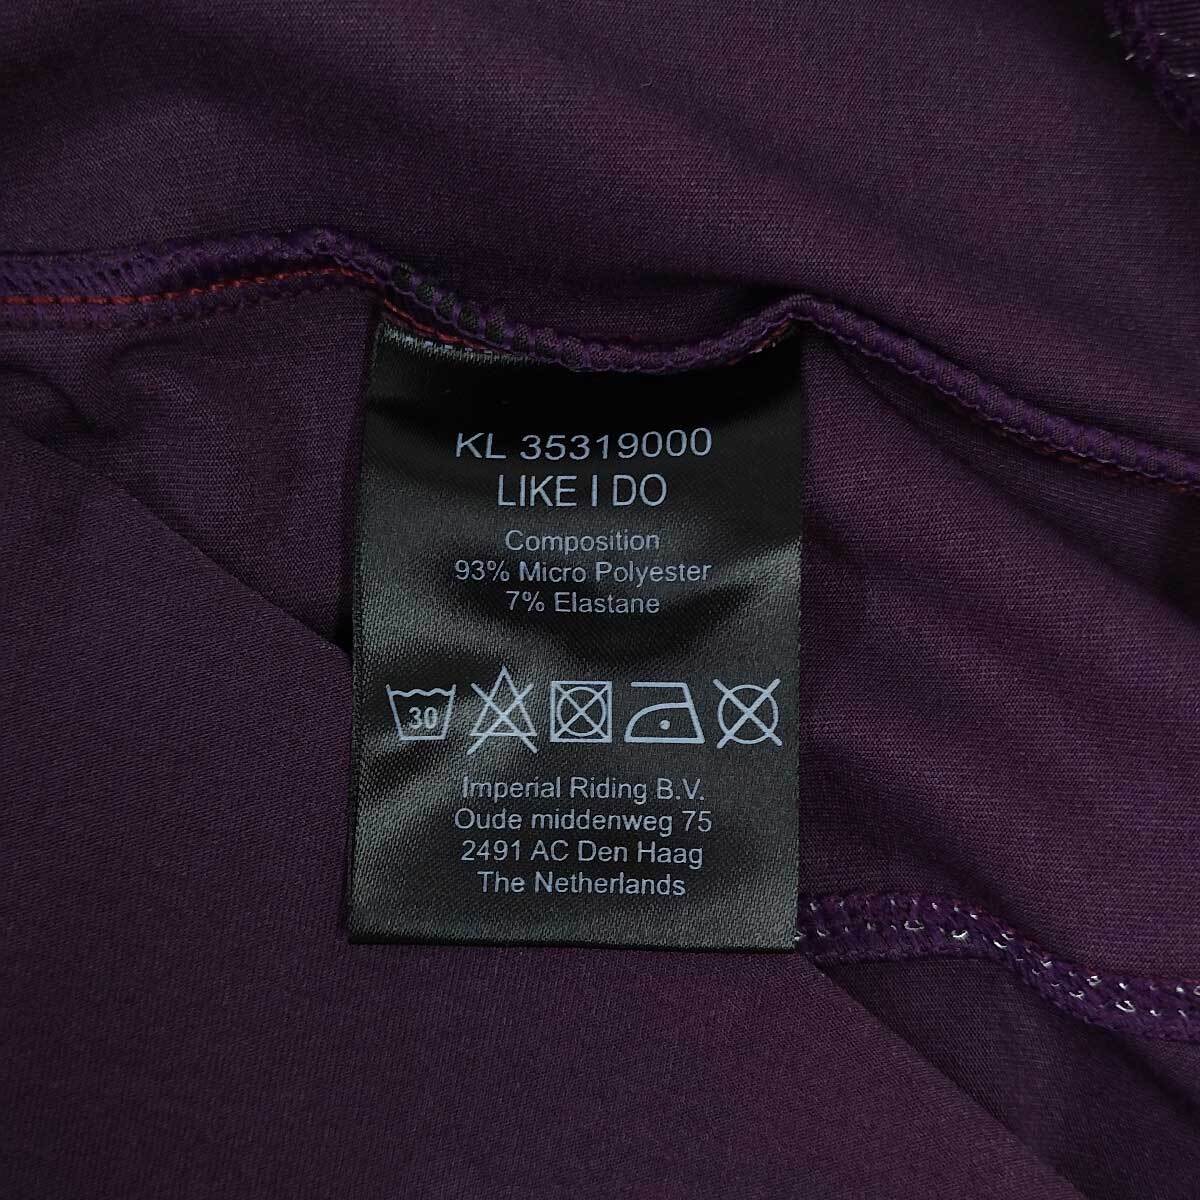 KL 35319000
LIKE I DO
Composition
93% Micro Polyester
7% Elastane
30
Imperial Riding B.V.
Oude middenweg 75
2491 AC Den Haag
The Netherlands